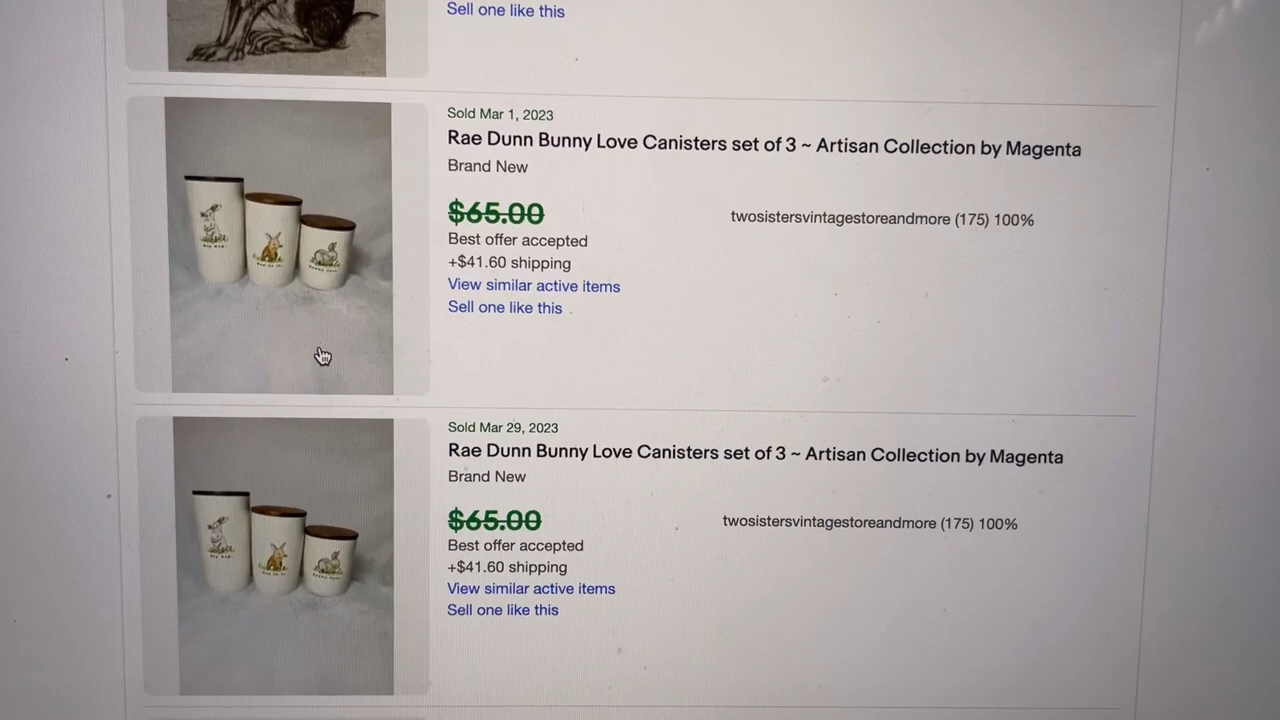 Sell one like this
Sold Mar 1, 2023
Rae Dunn Bunny Love Canisters set of 3 ~ Artisan Collection by Magenta
Brand New
$65.00
twosistersvintagestoreandmore (175) 100%
Best offer accepted
+$41.60 shipping
View similar active items
Sell one like this
Sold Mar 29, 2023
Rae Dunn Bunny Love Canisters set of 3 ~ Artisan Collection by Magenta
Brand New
$65.00
twosistersvintagestoreandmore (175) 100%
Best offer accepted
+$41.60 shipping
View similar active items
Sell one like this